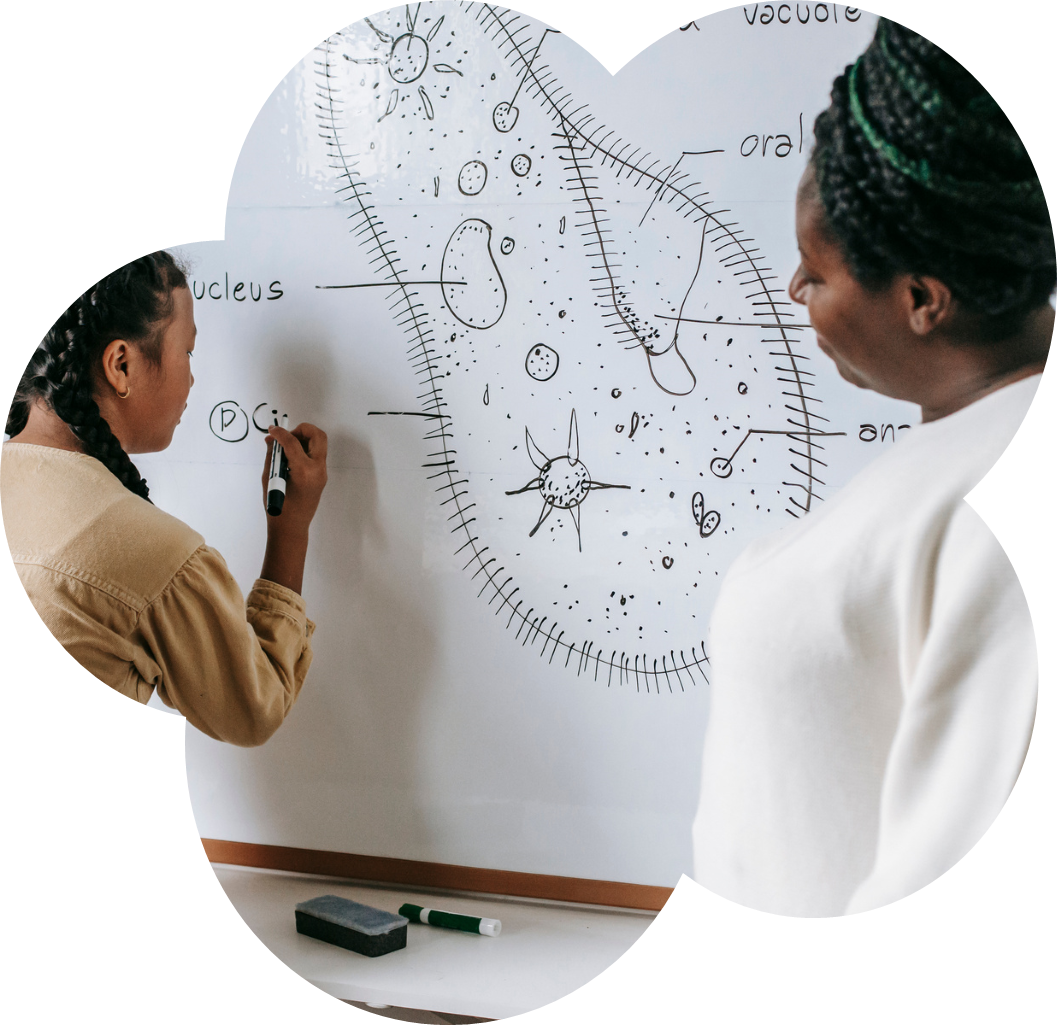 vacuole
oral
ucleus
Ⓟ Ci
an